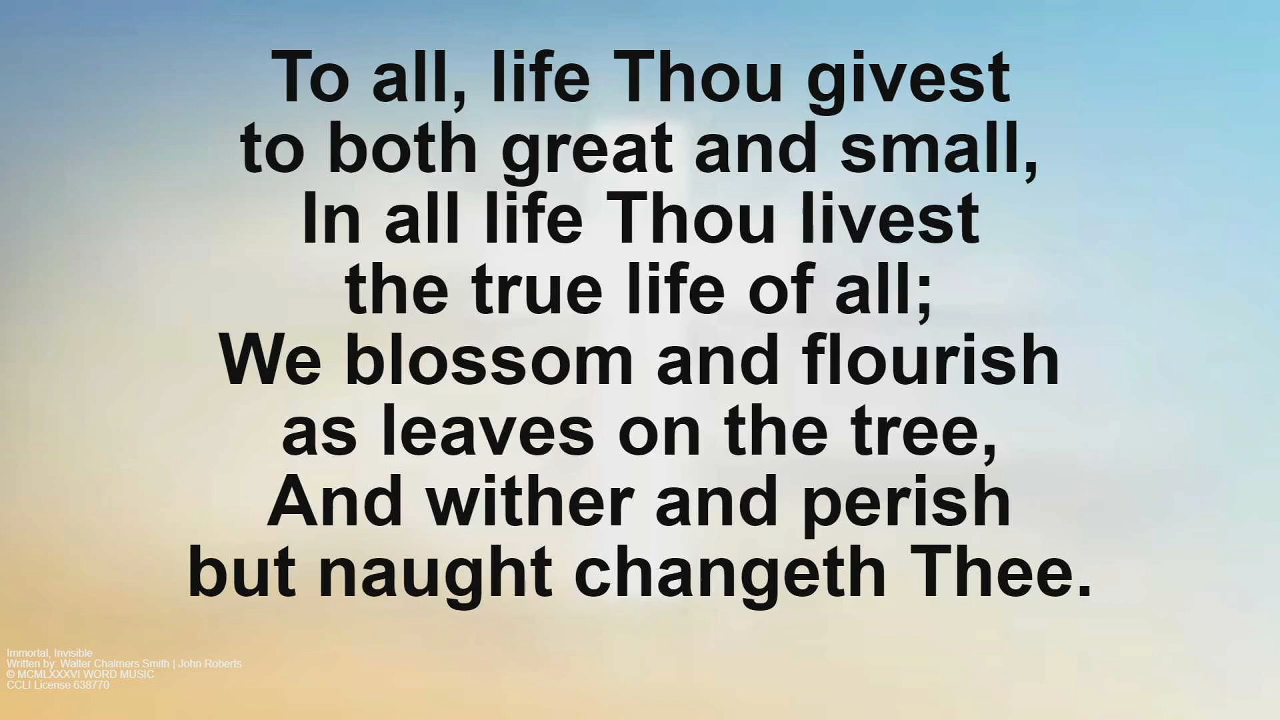 To all, life Thou givest
to both great and small,
In all life Thou livest
the true life of all;
We blossom and flourish
as leaves on the tree,
And wither and perish
but naught changeth Thee.
Immortal, Invisible
Written by: Walter Chalmers Smith | John Roberts
© MCMLXXXVI WORD MUSIC
CCLI License 638770